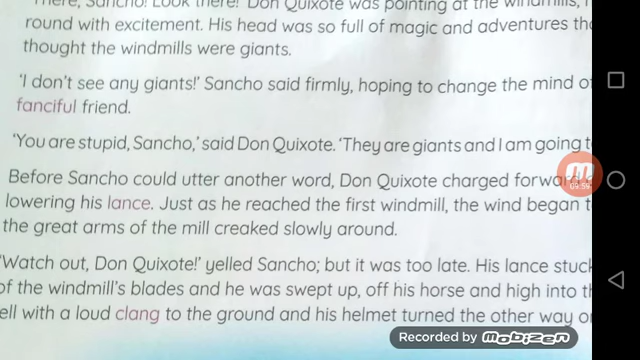 There, Sancho! Look there!' Don Quixote was pointing at the windmills,
round with excitement. His head was so full of magic and adventures
thought the windmills were giants.
'I don't see any giants!' Sancho said firmly, hoping to change the mind
fanciful friend.
'You are stupid, Sancho,' said Don Quixote. 'They are giants and I am going
Before Sancho could utter another word, Don Quixote charged forward,
lowering his lance. Just as he reached the first windmill, the wind began
the great arms of the mill creaked slowly around.
'Watch out, Don Quixote!' yelled Sancho; but it was too late. His lance stuck
of the windmill's blades and he was swept up, off his horse and high into
ell with a loud clang to the ground and his helmet turned the other way
09:59
Recorded by Mobizen